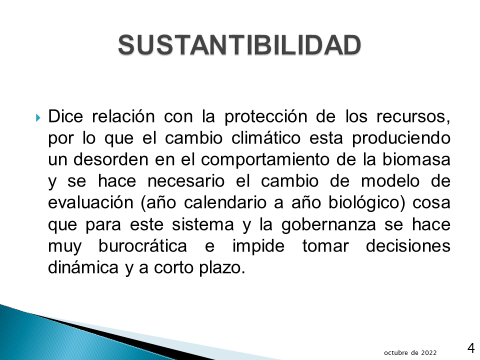 SUSTANTIBILIDAD
Dice relación con la protección de los recursos,
por lo que el cambio climático esta produciendo
un desorden en el comportamiento de la biomasa
y se hace necesario el cambio de modelo de
evaluación (año calendario a año biológico) cosa
que para este sistema y la gobernanza se hace
muy burocrática e impide tomar decisiones
dinámica y a corto plazo.
octubre de 2022
4